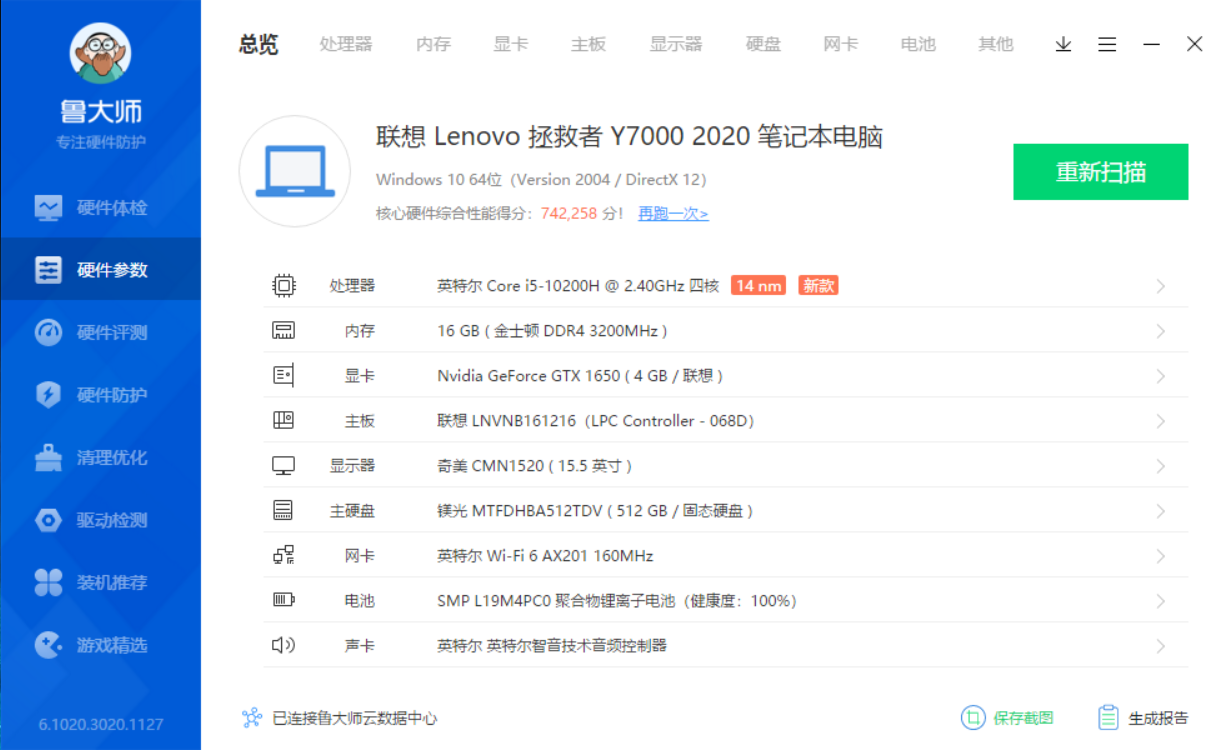 鲁大师
专注硬件防护
硬件体检
硬件参数
硬件评测
硬件防护
清理优化
驱动检测
装机推荐
游戏精选
6.1020.3020.1127
总览 处理器 内存 显卡 主板 显示器 硬盘 网卡 电池 其他
联想 Lenovo 拯救者 Y7000 2020 笔记本电脑
Windows 10 64位（Version 2004 / DirectX 12）
核心硬件综合性能得分：742,258 分！ 再跑一次>
重新扫描
处理器 英特尔 Core i5-10200H @ 2.40GHz 四核 14 nm 新款
内存 16 GB ( 金士顿 DDR4 3200MHz )
显卡 Nvidia GeForce GTX 1650 ( 4 GB / 联想 )
主板 联想 LNVNB161216（LPC Controller - 068D）
显示器 奇美 CMN1520 ( 15.5 英寸 )
主硬盘 镁光 MTFDHBA512TDV ( 512 GB / 固态硬盘 )
网卡 英特尔 Wi-Fi 6 AX201 160MHz
电池 SMP L19M4PC0 聚合物锂离子电池（健康度：100%）
声卡 英特尔 英特尔智音技术音频控制器
已连接鲁大师云数据中心
保存截图 生成报告